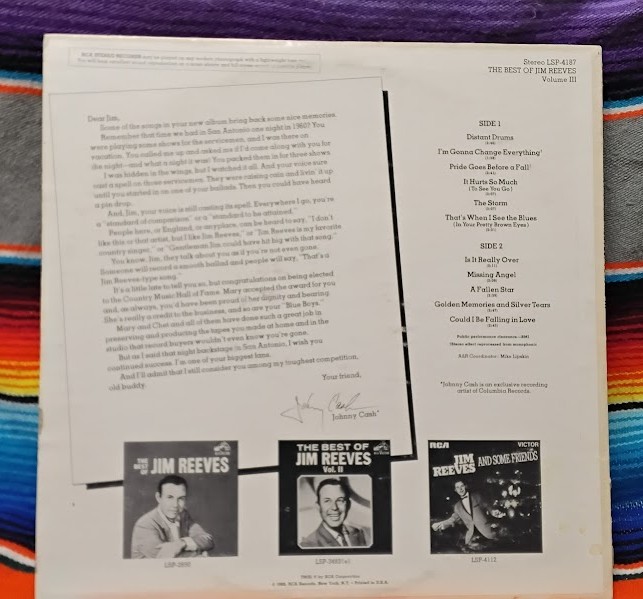 Stereo LSP-4187
THE BEST OF JIM REEVES
Volume III
Dear Jim,
Some of the songs in your new album bring back some nice memories.
Remember that time we had in San Antonio one night in 1960? You
were playing some shows for the servicemen, and I was there on
vacation. You called me up and asked me if I'd come along with you for
the night—and what a night it was! You packed them in for three shows
I was hidden in the wings, but I watched it all. And your voice sure
cast a spell on those servicemen. They were raising cain and livin' it up
until you started in on one of your ballads. Then you could have heard
a pin drop.
And, Jim, your voice is still casting its spell. Everywhere I go, you're
a "standard of comparison," or a "standard to be attained."
People here, or England, or anyplace, can be heard to say, "I don't
like this or that artist, but I like Jim Reeves," or "Jim Reeves is my favorite
country singer," or "Gentleman Jim could have hit big with that song."
You know, Jim, they talk about you as if you're not even gone.
Someone will record a smooth ballad and people will say, "That's a
Jim Reeves-type song."
It's a little late to tell you so, but congratulations on being elected
to the Country Music Hall of Fame. Mary accepted the award for you
and, as always, you'd have been proud of her dignity and bearing.
She's really a credit to the business, and so are your "Blue Boys."
Mary and Chet and all of them have done such a great job in
preserving and producing the tapes you made at home and in the
studio that record buyers wouldn't even know you're gone.
But as I said that night backstage in San Antonio, I wish you
continued success. I'm one of your biggest fans.
And I'll admit that I still consider you among my toughest competition,
old buddy.
Your friend,
Johnny Cash
Johnny Cash*
SIDE 1
Distant Drums
I'm Gonna Change Everything
Pride Goes Before a Fall
It Hurts So Much
(To See You Go)
The Storm
That's When I See the Blues
(In Your Pretty Brown Eyes)
SIDE 2
Is It Really Over
Missing Angel
A Fallen Star
Golden Memories and Silver Tears
Could I Be Falling in Love
*Johnny Cash is an exclusive recording
artist of Columbia Records.
THE BEST OF JIM REEVES
THE BEST OF
JIM REEVES
Vol. II
RCA VICTOR
JIM REEVES AND SOME FRIENDS
LSP-4112